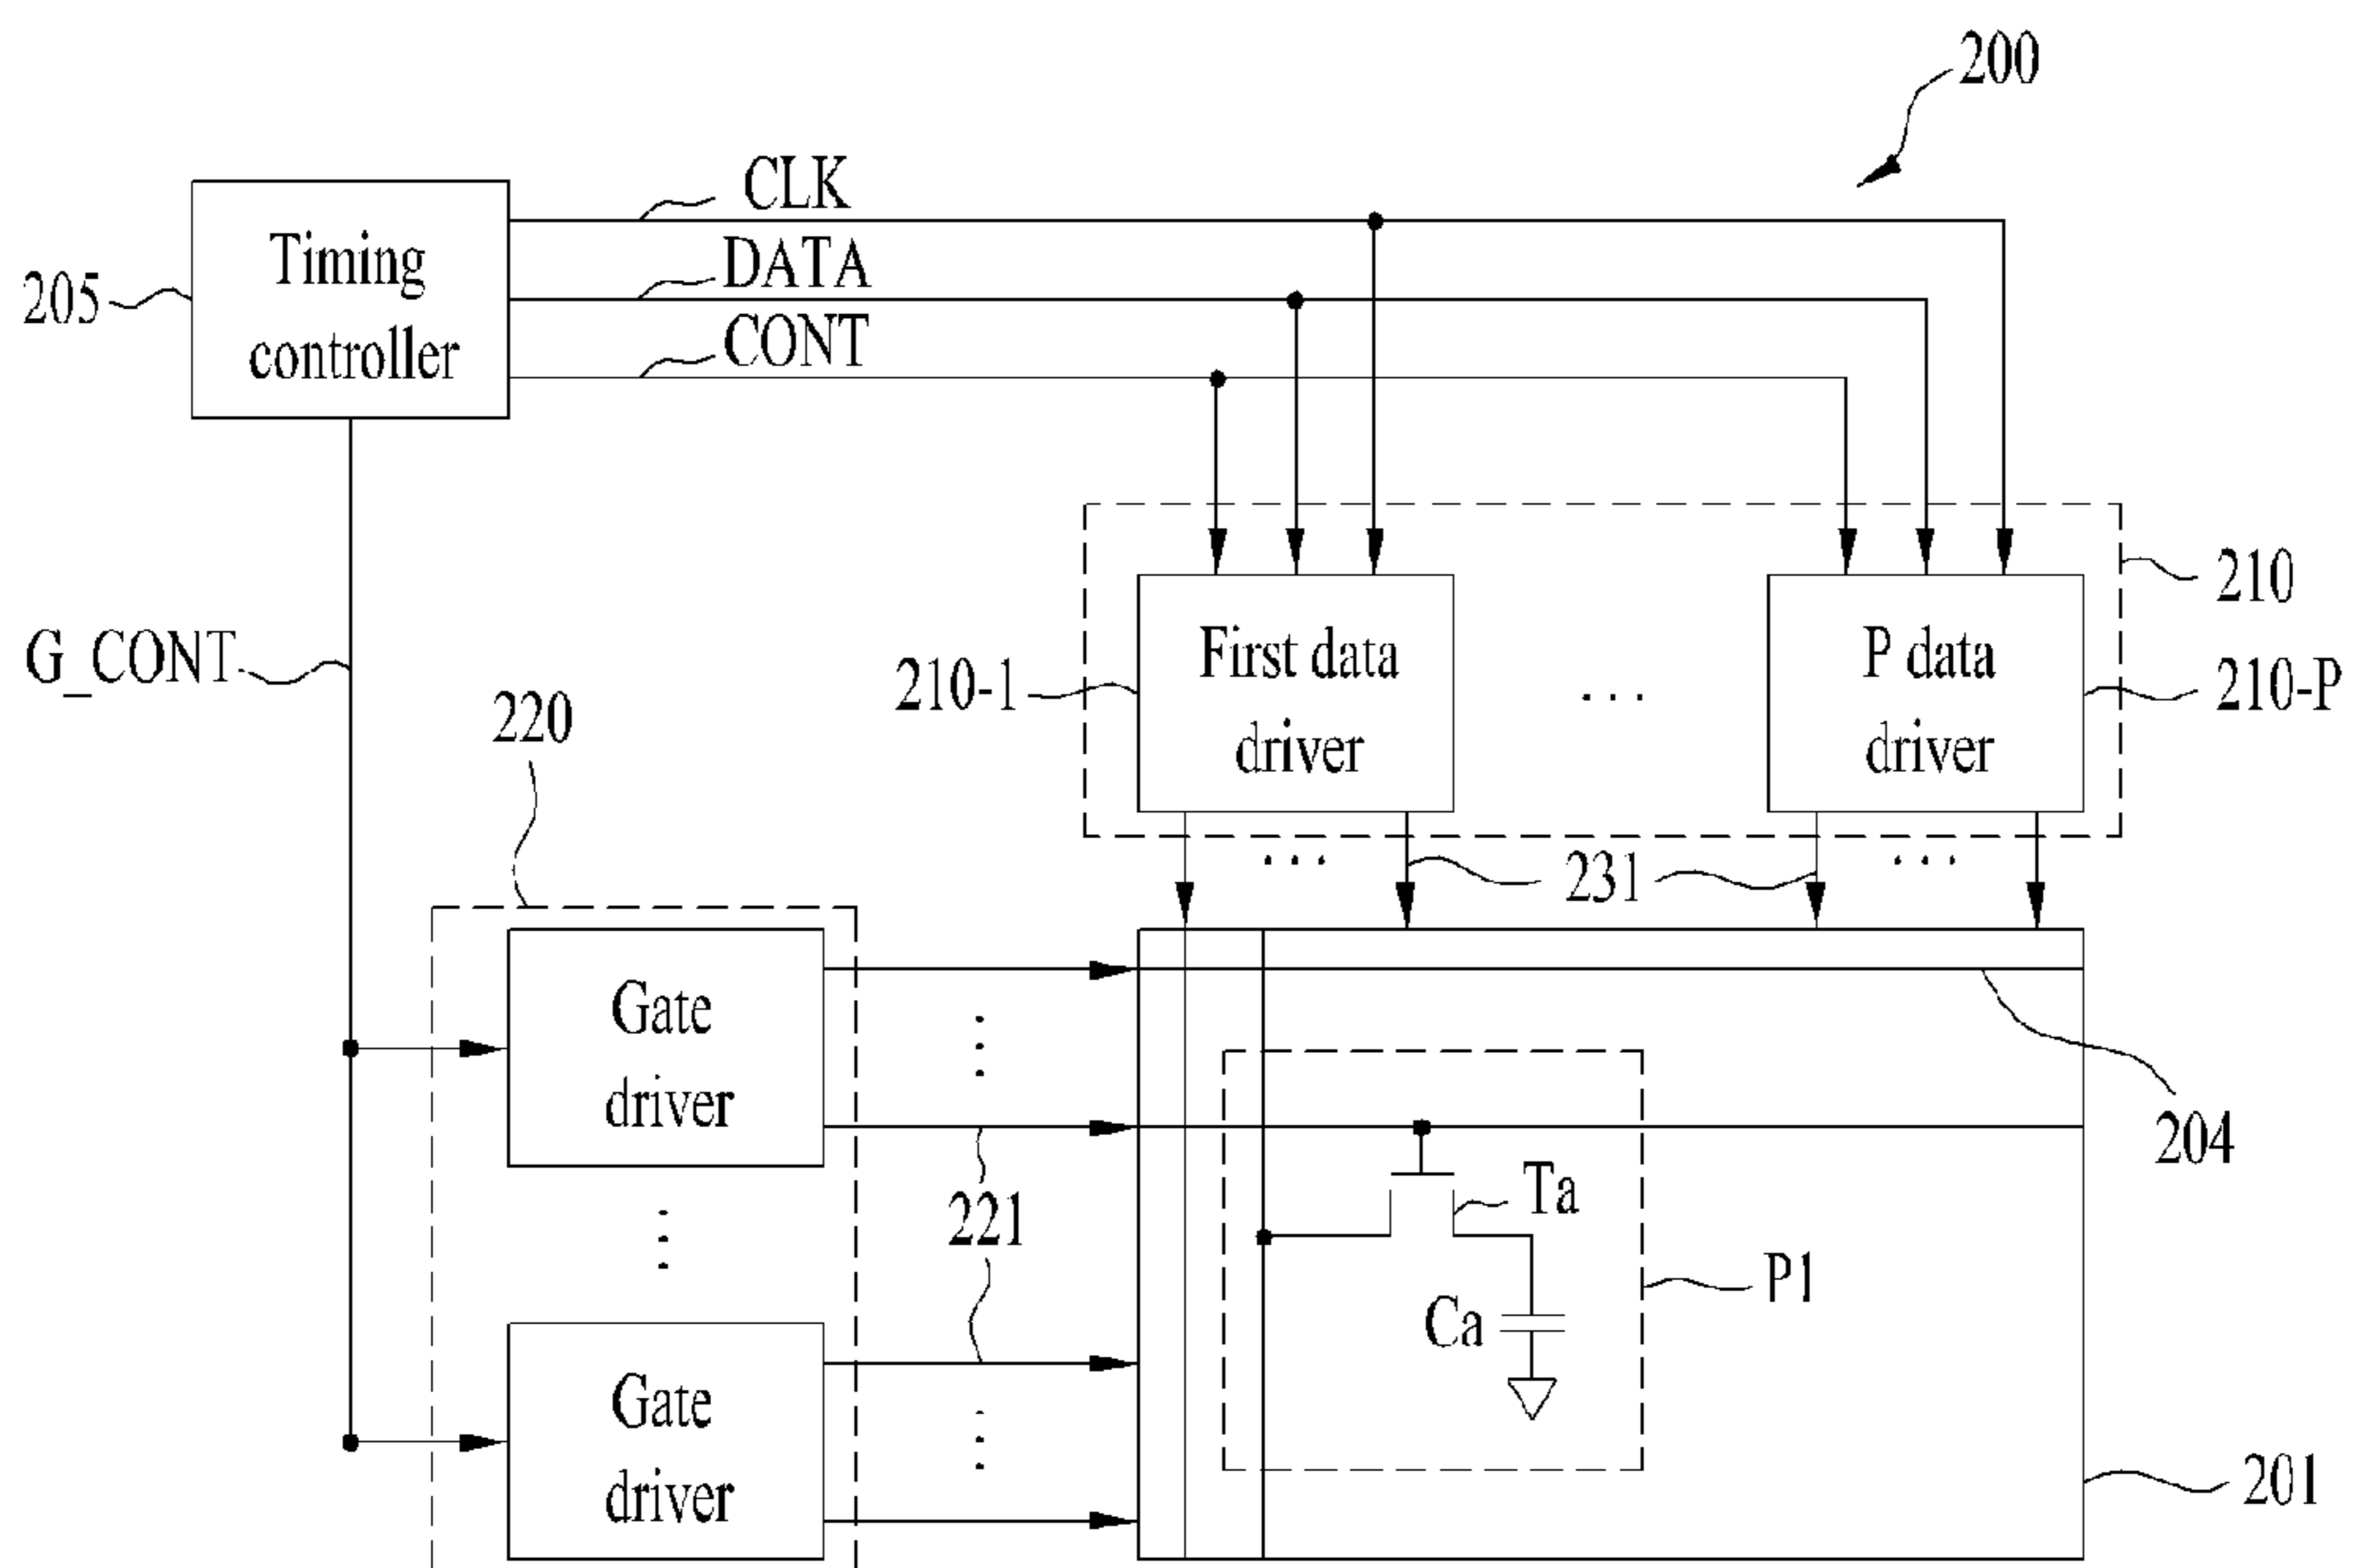 200
CLK
Timing
controller
DATA
205
CONT
210
G_CONT
First data
driver
P data
driver
210-1
...
210-P
220
...
231
...
Gate
driver
204
221
Ta
P1
Ca
Gate
driver
201